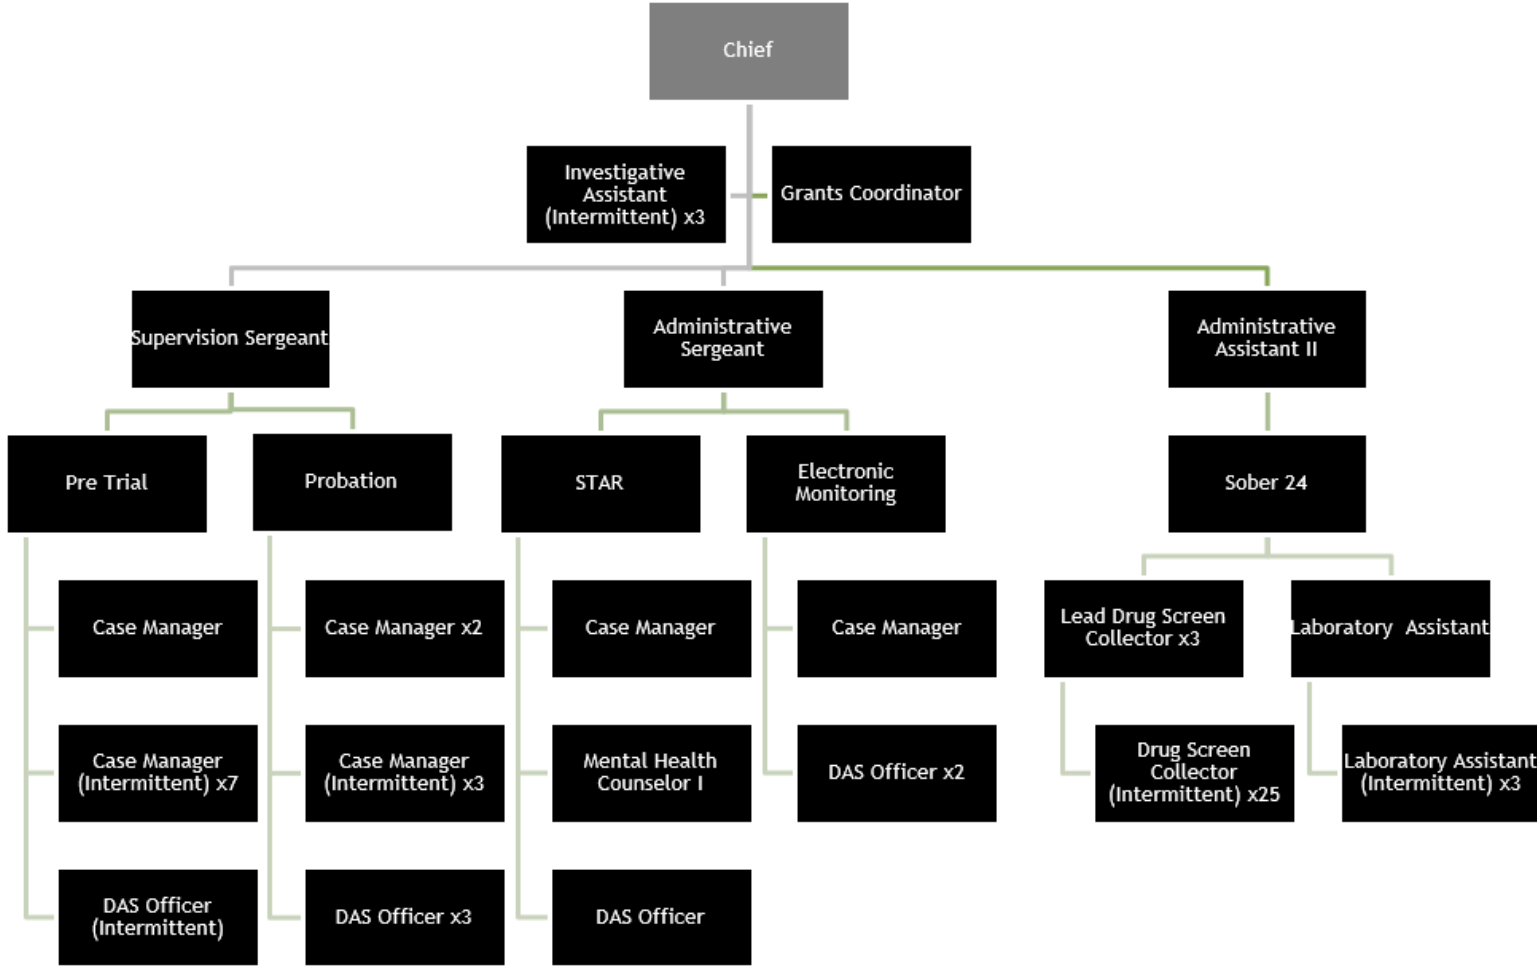 Chief
Investigative
Assistant
(Intermittent) x3
Grants Coordinator
Supervision Sergeant
Administrative
Sergeant
Administrative
Assistant II
Pre Trial
Probation
STAR
Electronic
Monitoring
Sober 24
Case Manager
Case Manager x2
Case Manager
Case Manager
Lead Drug Screen
Collector x3
Laboratory Assistant
Case Manager
(Intermittent) x7
Case Manager
(Intermittent) x3
Mental Health
Counselor I
DAS Officer x2
Drug Screen
Collector
(Intermittent) x25
Laboratory Assistant
(Intermittent) x3
DAS Officer
(Intermittent)
DAS Officer x3
DAS Officer